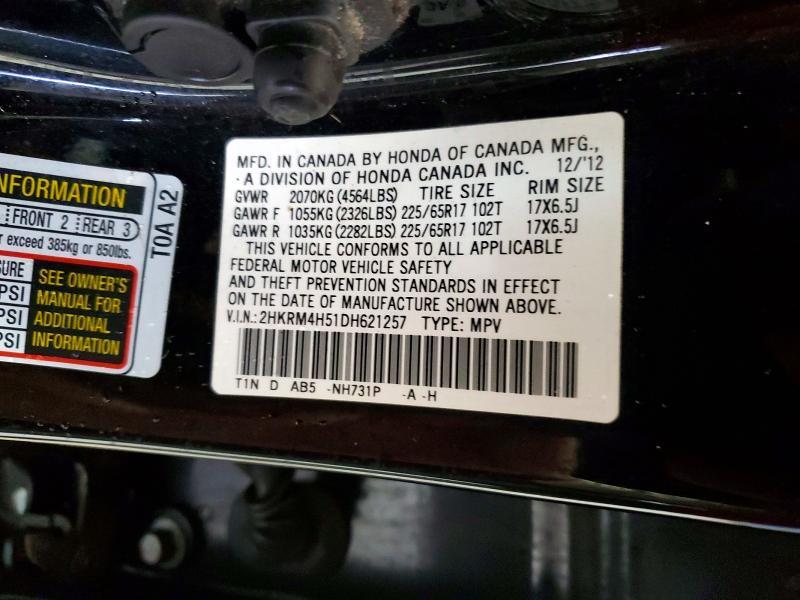 NFORMATION
FRONT 2 REAR 3
r exceed 385kg or 850lbs.
SURE
PSI
PSI
PSI
SEE OWNER'S
MANUAL FOR
ADDITIONAL
INFORMATION
T0A A2
MFD. IN CANADA BY HONDA OF CANADA MFG.,
A DIVISION OF HONDA CANADA INC. 12/'12
GVWR 2070KG(4564LBS) TIRE SIZE RIM SIZE
GAWR F 1055KG(2326LBS) 225/65R17 102T 17X6.5J
GAWR R 1035KG(2282LBS) 225/65R17 102T 17X6.5J
THIS VEHICLE CONFORMS TO ALL APPLICABLE
FEDERAL MOTOR VEHICLE SAFETY
AND THEFT PREVENTION STANDARDS IN EFFECT
ON THE DATE OF MANUFACTURE SHOWN ABOVE.
V.I.N.: 2HKRM4H51DH621257 TYPE: MPV
T1N D AB5 -NH731P -A -H